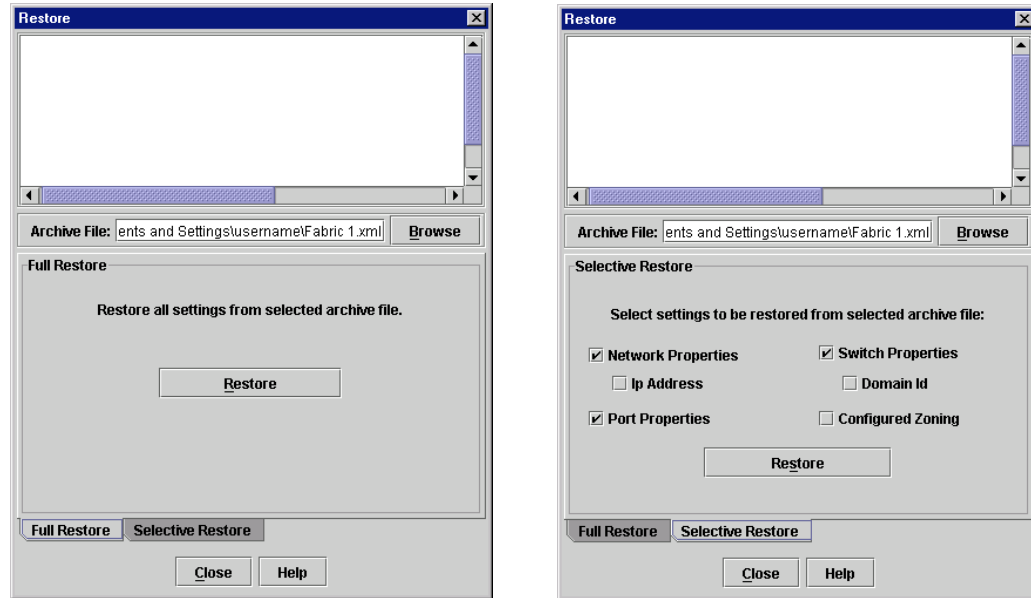 Restore
Archive File: ents and Settings\username\Fabric 1.xml Browse
Full Restore
Restore all settings from selected archive file.
Restore
Full Restore Selective Restore
Close Help
Restore
Archive File: ents and Settings\username\Fabric 1.xml Browse
Selective Restore
Select settings to be restored from selected archive file:
Network Properties Switch Properties
Ip Address Domain Id
Port Properties Configured Zoning
Restore
Full Restore Selective Restore
Close Help